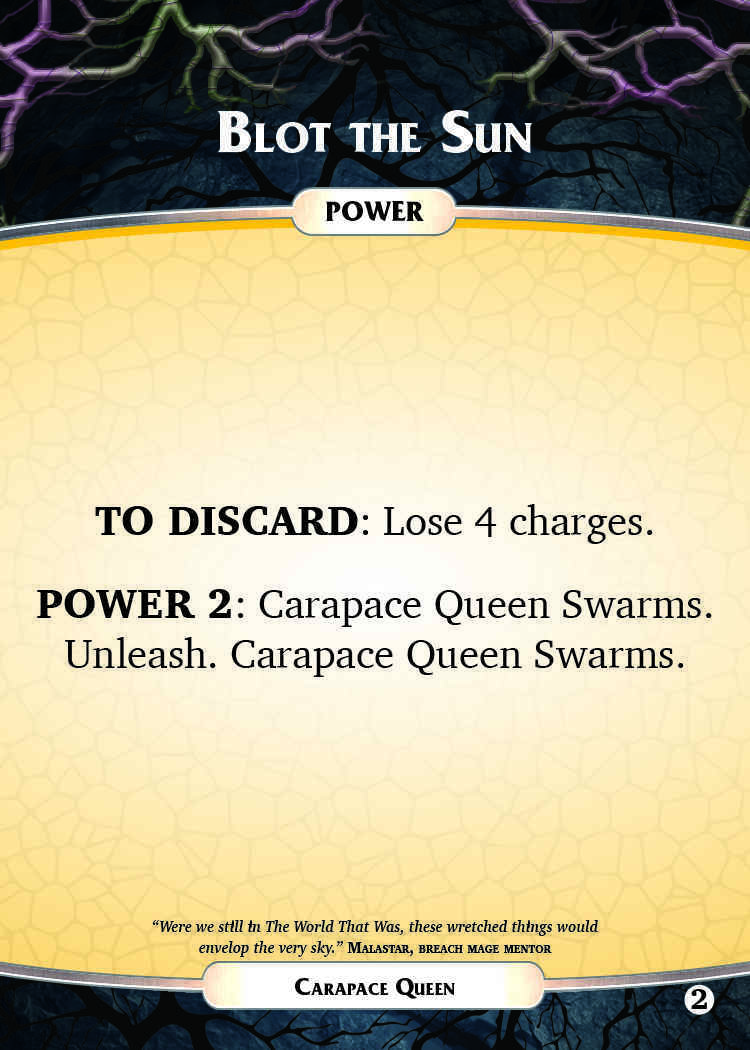 Blot the Sun
POWER
TO DISCARD: Lose 4 charges.
POWER 2: Carapace Queen Swarms.
Unleash. Carapace Queen Swarms.
“Were we still in The World That Was, these wretched things would
envelop the very sky.” Malastar, breach mage mentor
Carapace Queen
2